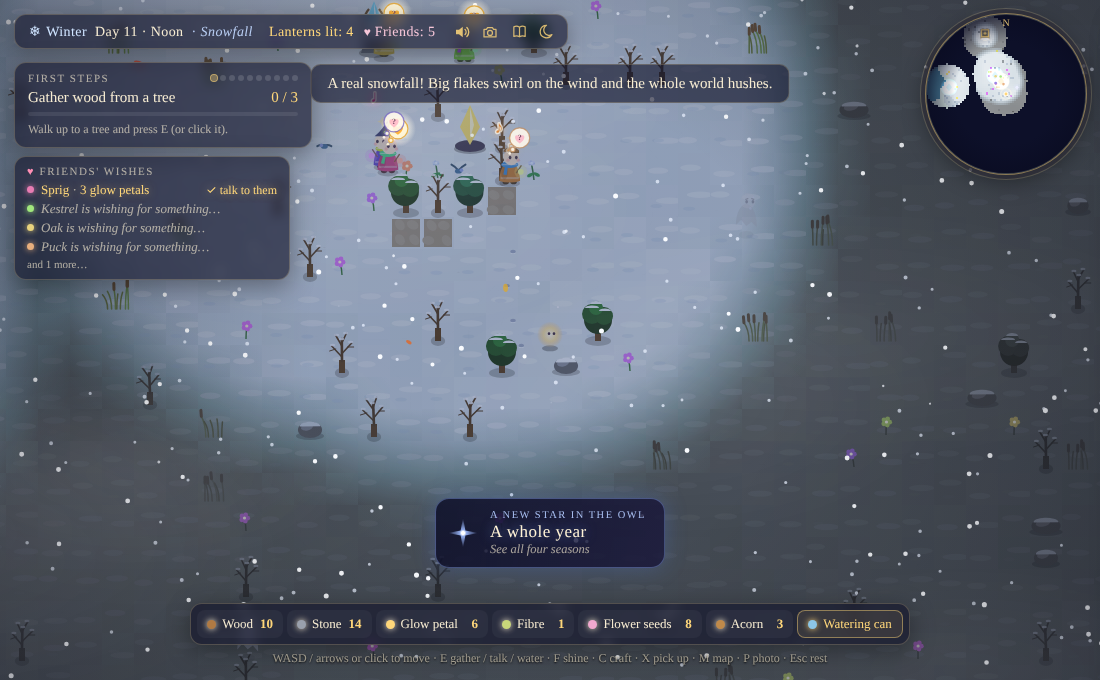 ❄ Winter Day 11 · Noon · Snowfall Lanterns lit: 4 ♥ Friends: 5
A real snowfall! Big flakes swirl on the wind and the whole world hushes.
FIRST STEPS
Gather wood from a tree 0 / 3
Walk up to a tree and press E (or click it).
♥ FRIENDS' WISHES
Sprig · 3 glow petals ✓ talk to them
Kestrel is wishing for something…
Oak is wishing for something…
Puck is wishing for something…
and 1 more…
A NEW STAR IN THE OWL
A whole year
See all four seasons
Wood 10 Stone 14 Glow petal 6 Fibre 1 Flower seeds 8 Acorn 3 Watering can
WASD / arrows or click to move · E gather / talk / water · F shine · C craft · X pick up · M map · P photo · Esc rest